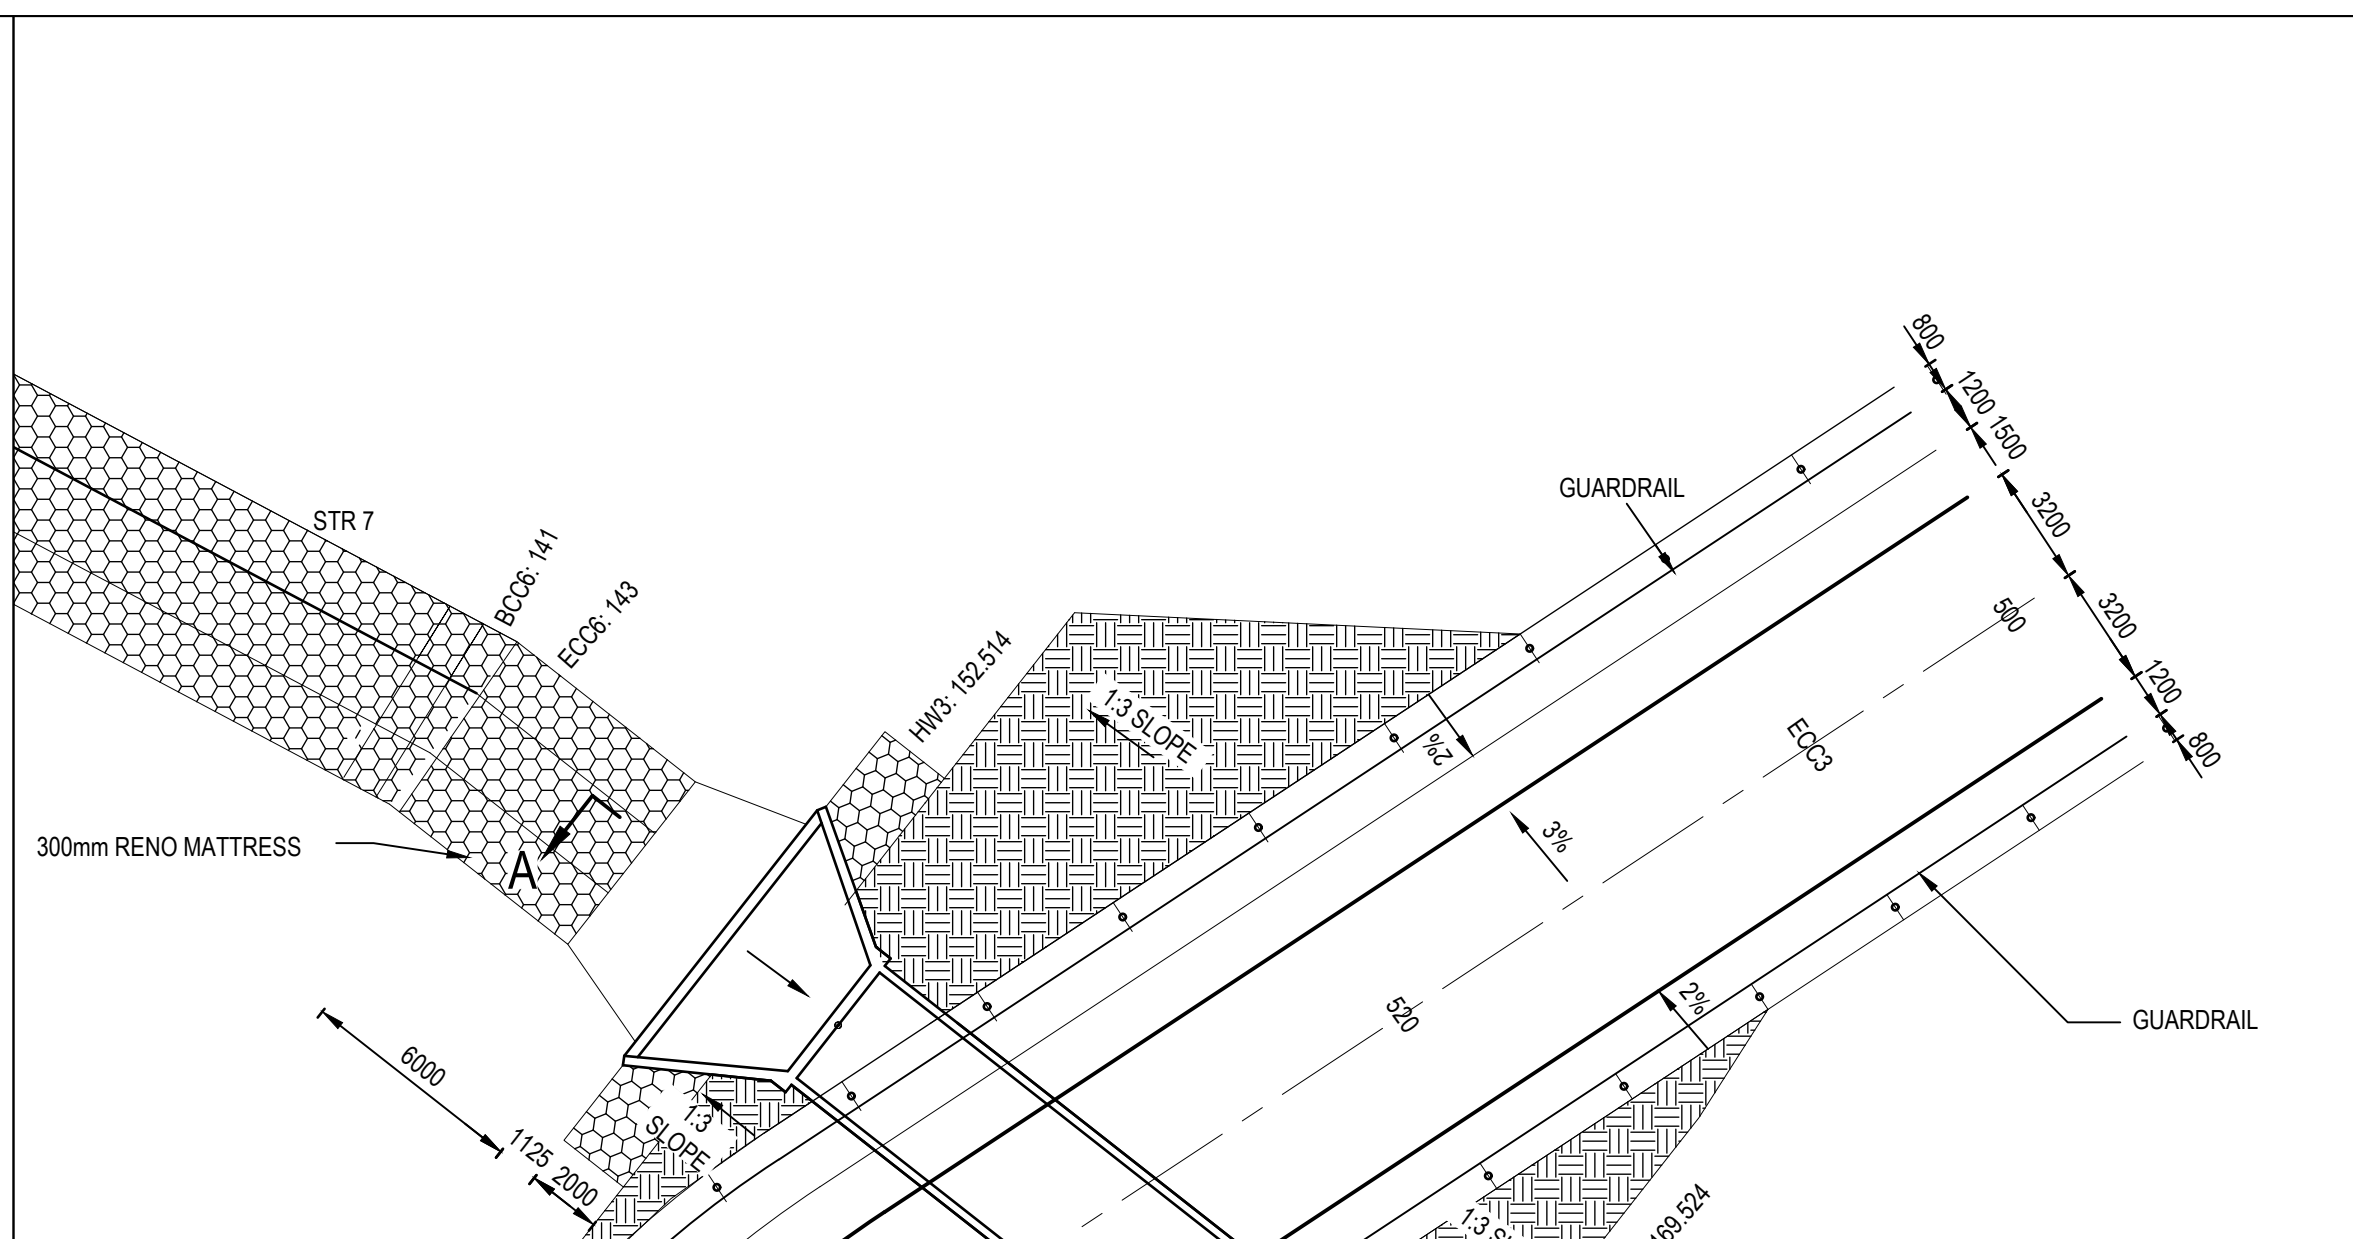 800
1200
1500
3200
3200
1200
800
GUARDRAIL
STR 7
BCC6: 141
ECC6: 143
HW3: 152.514
1:3 SLOPE
2%
500
ECC3
3%
300mm RENO MATTRESS
A
520
2%
GUARDRAIL
6000
1125
2000
1:3
SLOPE
169.524